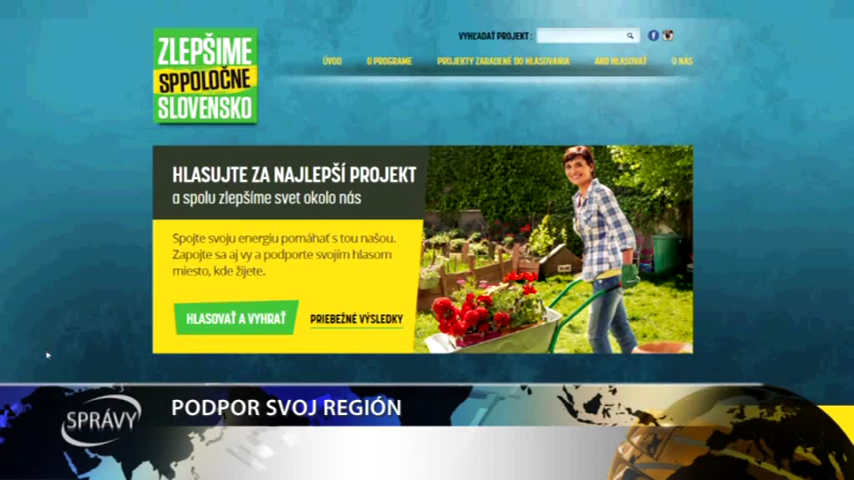 VYHĽADAŤ PROJEKT :
ZLEPŠIME
SPPOLOČNE
SLOVENSKO
ÚVOD O PROGRAME PROJEKTY ZARADENÉ DO HLASOVANIA AKO HLASOVAŤ O NÁS
HLASUJTE ZA NAJLEPŠÍ PROJEKT
a spolu zlepšíme svet okolo nás
Spojte svoju energiu pomáhať s tou našou.
Zapojte sa aj vy a podporte svojím hlasom
miesto, kde žijete.
HLASOVAŤ A VYHRAŤ PRIEBEŽNÉ VÝSLEDKY
SPRÁVY PODPOR SVOJ REGIÓN